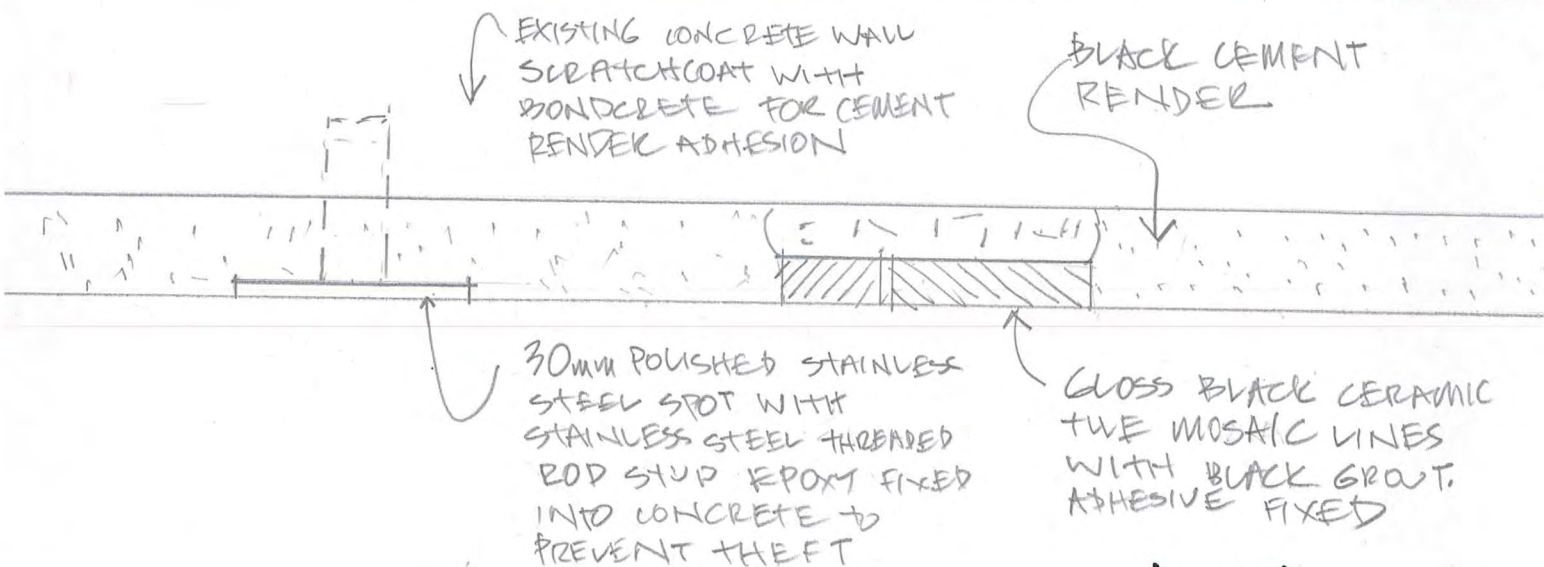 EXISTING CONCRETE WALL
SCRATCHCOAT WITH
BONDCRETE FOR CEMENT
RENDER ADHESION
BLACK CEMENT
RENDER
30mm POLISHED STAINLESS
STEEL SPOT WITH
STAINLESS STEEL THREADED
ROD STUD EPOXY FIXED
INTO CONCRETE to
PREVENT THEFT
GLOSS BLACK CERAMIC
TILE MOSAIC LINES
WITH BLACK GROUT.
ADHESIVE FIXED